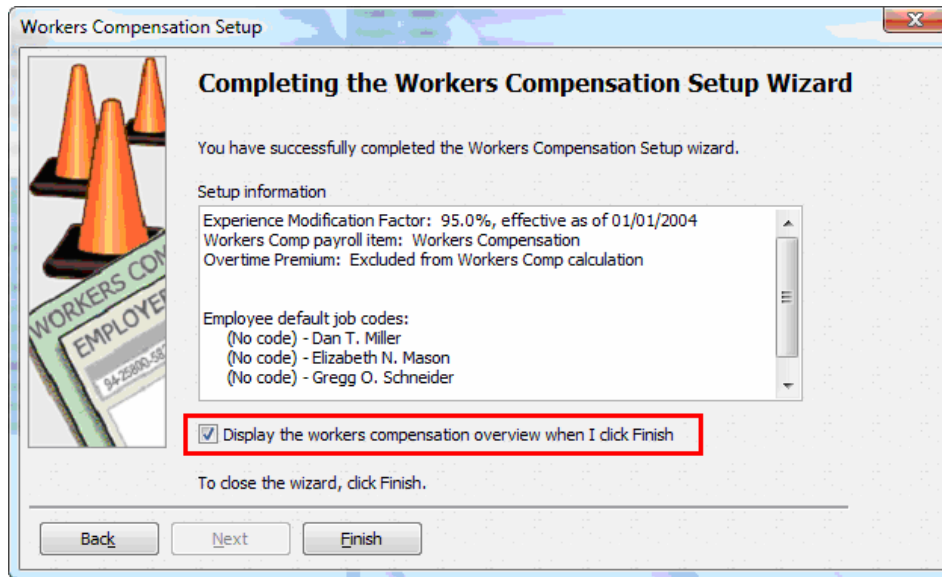 Workers Compensation Setup
Completing the Workers Compensation Setup Wizard
You have successfully completed the Workers Compensation Setup wizard.
Setup information
Experience Modification Factor: 95.0%, effective as of 01/01/2004
Workers Comp payroll item: Workers Compensation
Overtime Premium: Excluded from Workers Comp calculation
Employee default job codes:
(No code) - Dan T. Miller
(No code) - Elizabeth N. Mason
(No code) - Gregg O. Schneider
WORKERS COM
EMPLOYE
94-25800-58
Display the workers compensation overview when I click Finish
To close the wizard, click Finish.
Back
Next
Finish